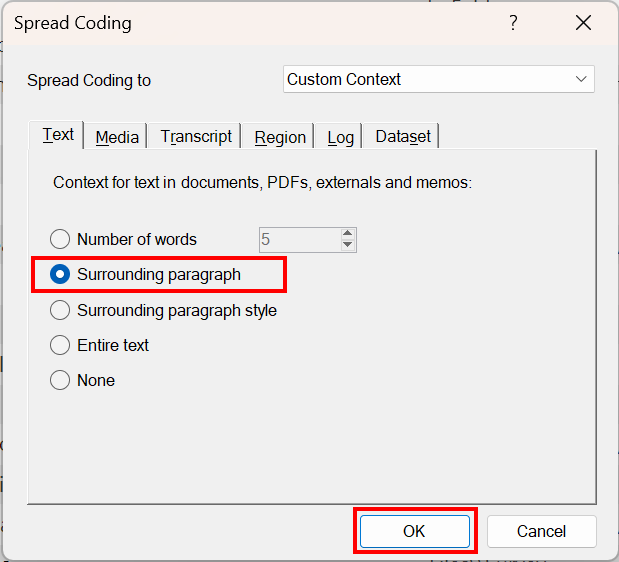 Spread Coding
?
Spread Coding to
Custom Context
Text Media Transcript Region Log Dataset
Context for text in documents, PDFs, externals and memos:
Number of words 5
Surrounding paragraph
Surrounding paragraph style
Entire text
None
OK Cancel